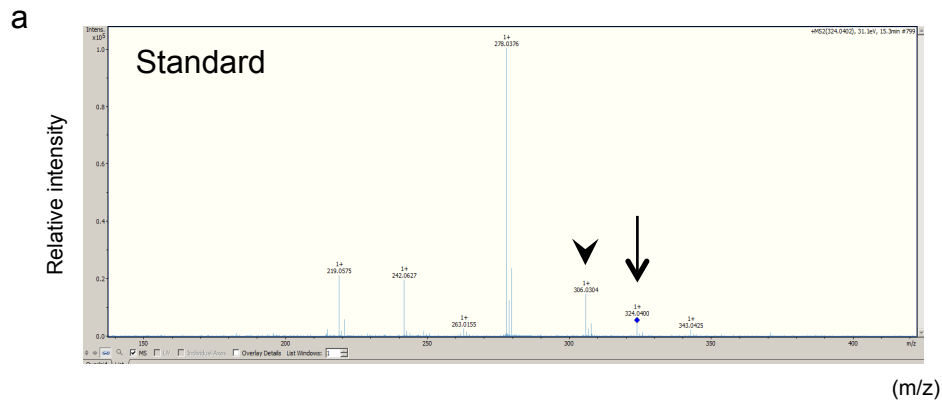 a
Intens.
x10⁵
+MS2(324.0402), 31.1eV, 15.3min #799
Standard
1+
278.0376
1.0
0.8
0.6
0.4
0.2
0.0
Relative intensity
1+
219.0575
1+
242.0627
1+
263.0155
1+
306.0304
1+
324.0400
1+
343.0425
150
200
250
300
350
400
m/z
MS
UV
Individual Axes
Overlay Details
List Windows:
1
(m/z)